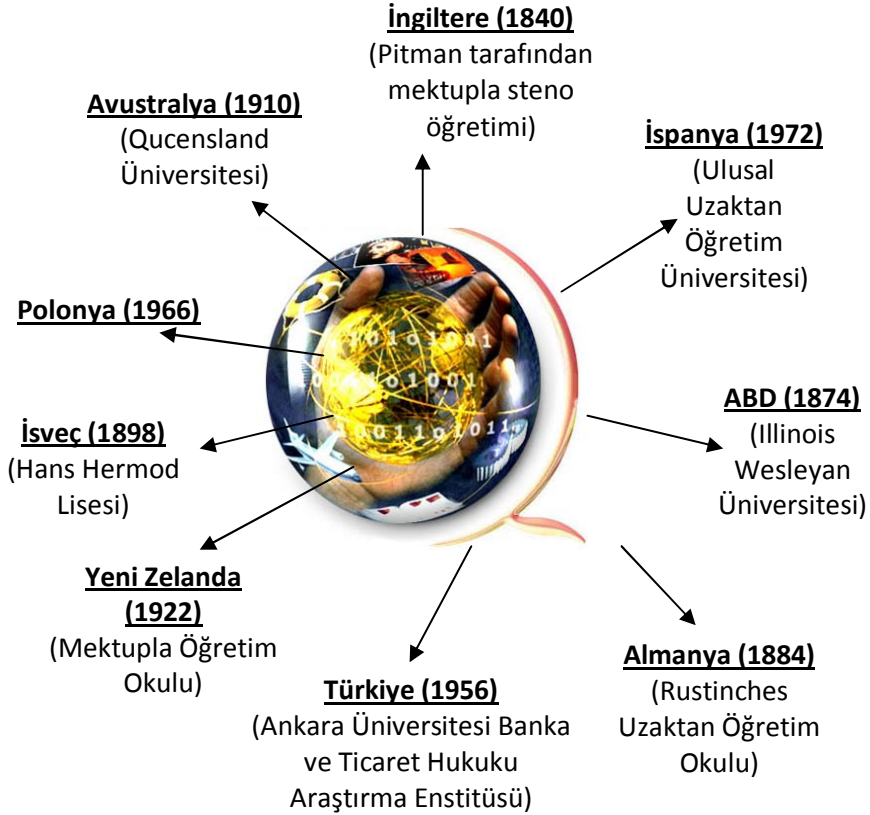 İngiltere (1840)
(Pitman tarafından
mektupla steno
öğretimi)
Avustralya (1910)
(Qucensland
Üniversitesi)
İspanya (1972)
(Ulusal
Uzaktan
Öğretim
Üniversitesi)
Polonya (1966)
ABD (1874)
(Illinois
Wesleyan
Üniversitesi)
İsveç (1898)
(Hans Hermod
Lisesi)
Yeni Zelanda
(1922)
(Mektupla Öğretim
Okulu)
Türkiye (1956)
(Ankara Üniversitesi Banka
ve Ticaret Hukuku
Araştırma Enstitüsü)
Almanya (1884)
(Rustinches
Uzaktan Öğretim
Okulu)